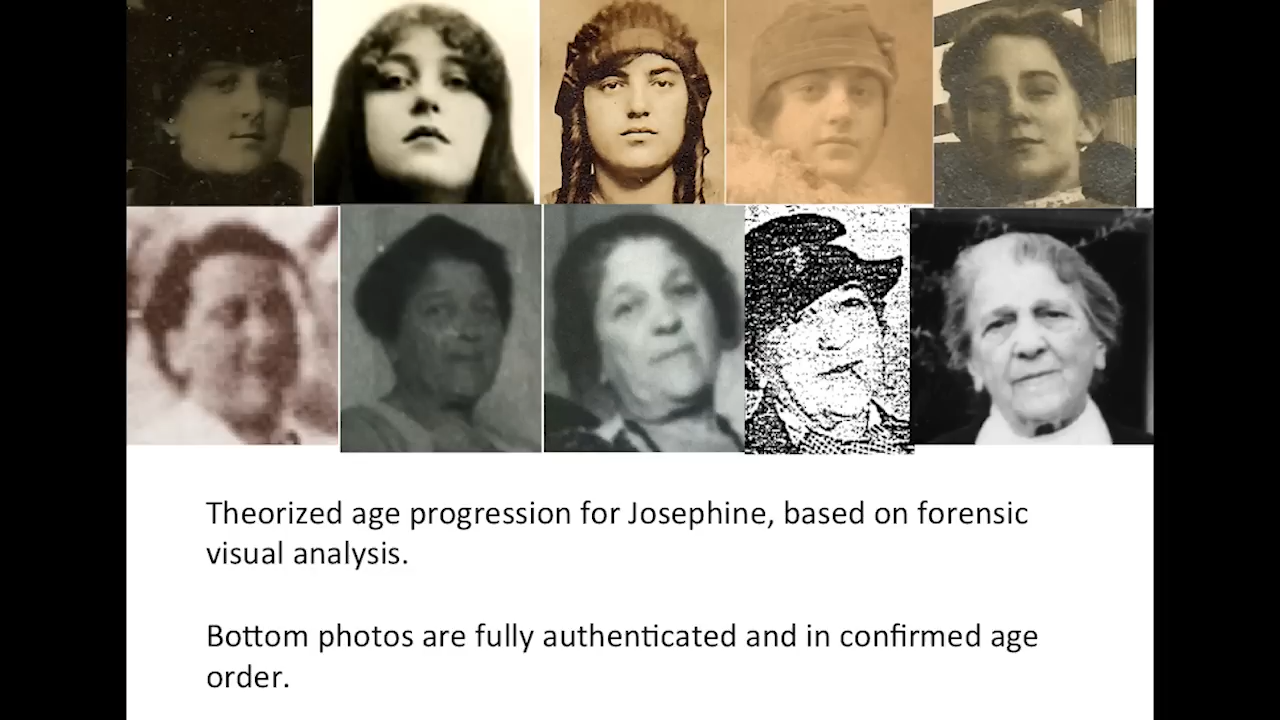 Theorized age progression for Josephine, based on forensic
visual analysis.
Bottom photos are fully authenticated and in confirmed age
order.